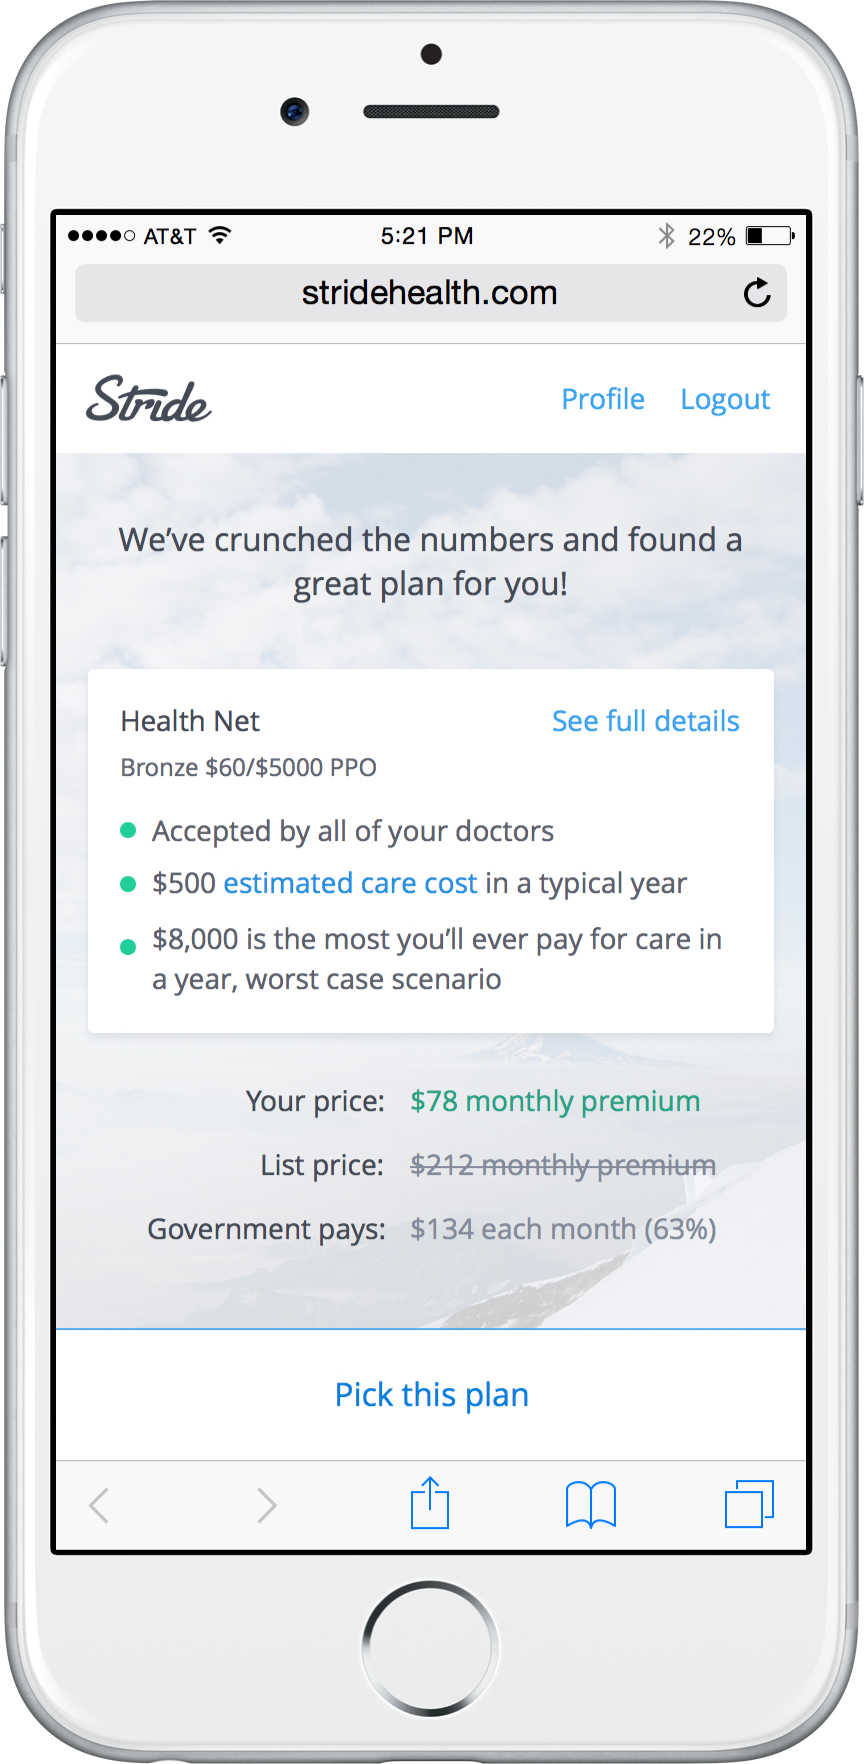 AT&T 5:21 PM 22%
stridehealth.com
Stride Profile Logout
We’ve crunched the numbers and found a
great plan for you!
Health Net See full details
Bronze $60/$5000 PPO
Accepted by all of your doctors
$500 estimated care cost in a typical year
$8,000 is the most you’ll ever pay for care in
a year, worst case scenario
Your price: $78 monthly premium
List price: $212 monthly premium
Government pays: $134 each month (63%)
Pick this plan